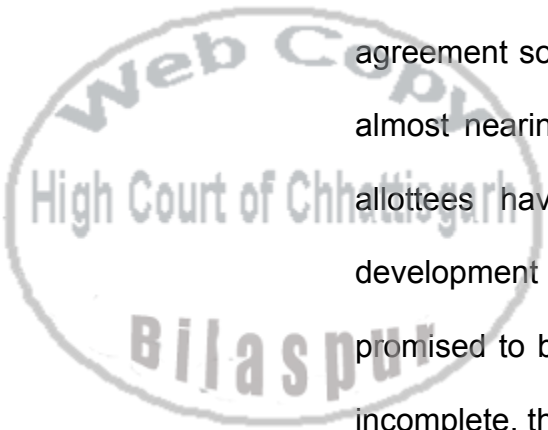 agreement so
Web Copy
almost nearin
High Court of Chhattisgarh
allottees hav
development
Bilaspur
promised to b
incomplete, th